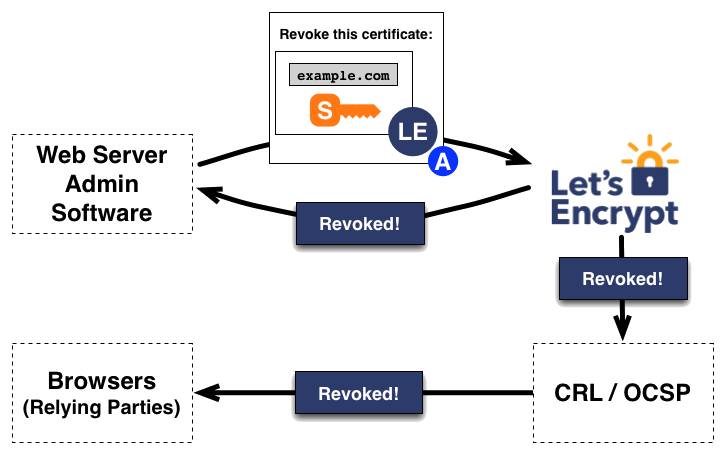 Revoke this certificate:
example.com
S
LE
A
Web Server
Admin
Software
Let's
Encrypt
Revoked!
Revoked!
Browsers
(Relying Parties)
Revoked!
CRL / OCSP